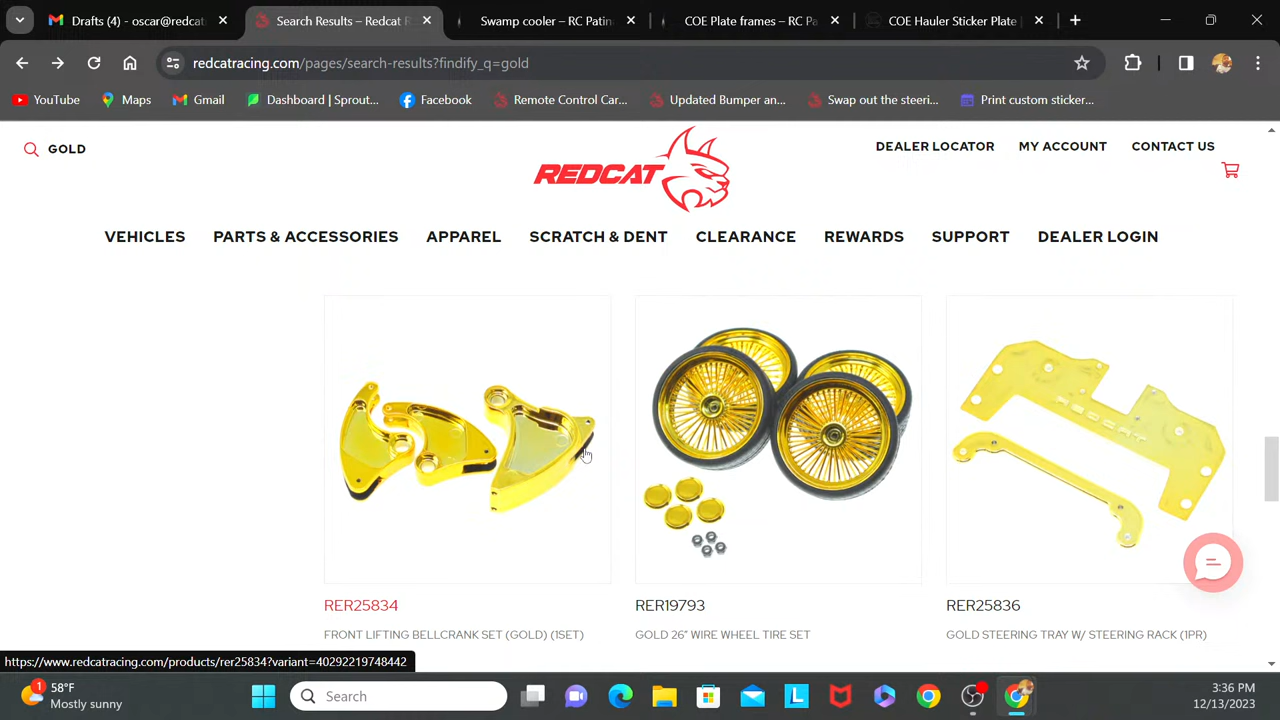 Drafts (4) - oscar@redcat
Search Results – Redcat R
Swamp cooler – RC Patin
COE Plate frames – RC Pa
COE Hauler Sticker Plate
redcatracing.com/pages/search-results?findify_q=gold
YouTube
Maps
Gmail
Dashboard | Sprout...
Facebook
Remote Control Car...
Updated Bumper an...
Swap out the steeri...
Print custom sticker...
GOLD
REDCAT
DEALER LOCATOR
MY ACCOUNT
CONTACT US
VEHICLES
PARTS & ACCESSORIES
APPAREL
SCRATCH & DENT
CLEARANCE
REWARDS
SUPPORT
DEALER LOGIN
RER25834
RER19793
RER25836
FRONT LIFTING BELLCRANK SET (GOLD) (1SET)
GOLD 26" WIRE WHEEL TIRE SET
GOLD STEERING TRAY W/ STEERING RACK (1PR)
https://www.redcatracing.com/products/rer25834?variant=40292219748442
1
58°F
Mostly sunny
Search
3:36 PM
12/13/2023